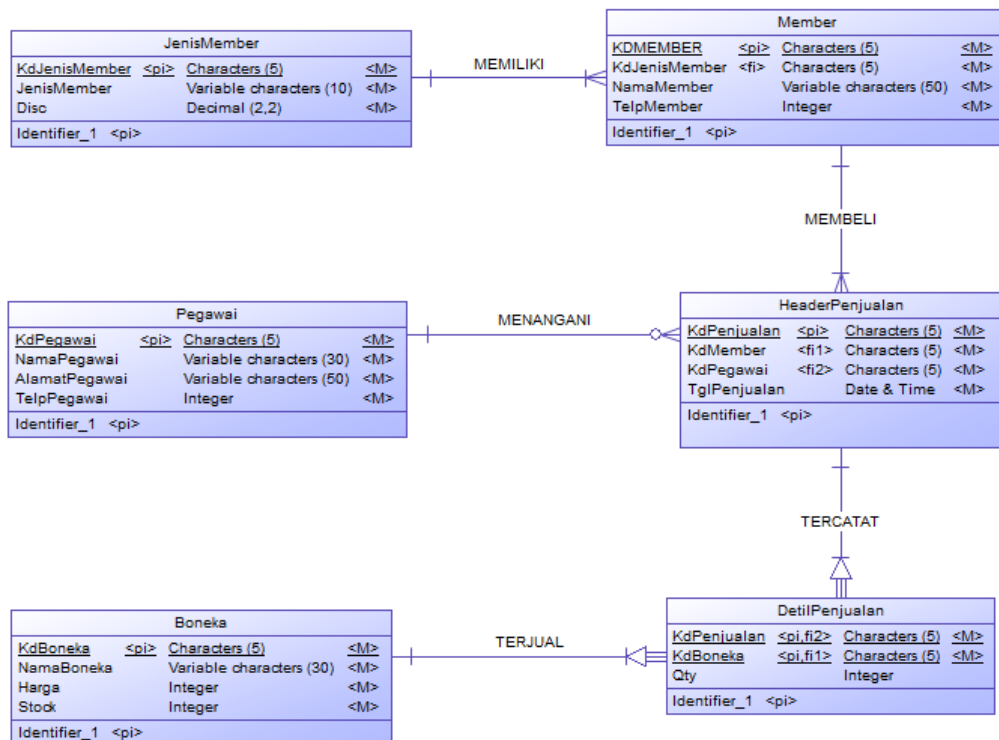 JenisMember
KdJenisMember <pi> Characters (5) <M>
JenisMember Variable characters (10) <M>
Disc Decimal (2,2) <M>
Identifier_1 <pi>
MEMILIKI
Member
KDMEMBER <pi> Characters (5) <M>
KdJenisMember <fi> Characters (5) <M>
NamaMember Variable characters (50) <M>
TelpMember Integer <M>
Identifier_1 <pi>
MEMBELI
Pegawai
KdPegawai <pi> Characters (5) <M>
NamaPegawai Variable characters (30) <M>
AlamatPegawai Variable characters (50) <M>
TelpPegawai Integer <M>
Identifier_1 <pi>
MENANGANI
HeaderPenjualan
KdPenjualan <pi> Characters (5) <M>
KdMember <fi1> Characters (5) <M>
KdPegawai <fi2> Characters (5) <M>
TglPenjualan Date & Time <M>
Identifier_1 <pi>
TERCATAT
Boneka
KdBoneka <pi> Characters (5) <M>
NamaBoneka Variable characters (30) <M>
Harga Integer <M>
Stock Integer <M>
Identifier_1 <pi>
TERJUAL
DetilPenjualan
KdPenjualan <pi,fi2> Characters (5) <M>
KdBoneka <pi,fi1> Characters (5) <M>
Qty Integer
Identifier_1 <pi>